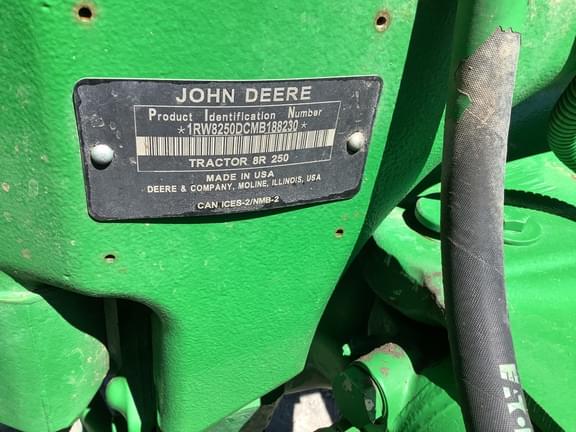 JOHN DEERE
Product Identification Number
*1RW8250DCMB188230*
TRACTOR 8R 250
MADE IN USA
DEERE & COMPANY, MOLINE, ILLINOIS, USA
CAN ICES-2/NMB-2